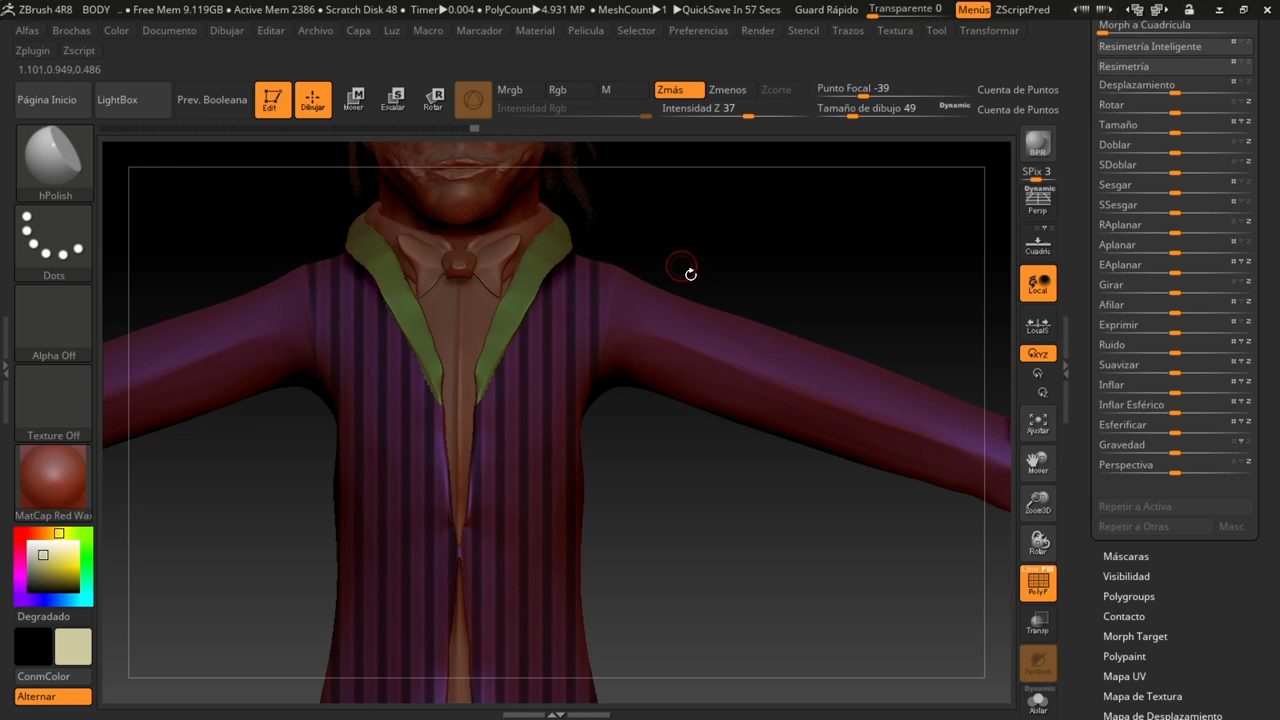 ZBrush 4R8 BODY .. ● Free Mem 9.119GB ● Active Mem 2386 ● Scratch Disk 48 ● Timer▶0.004 ● PolyCount▶4.931 MP ● MeshCount▶1 ▶QuickSave In 57 Secs Guard Rápido Transparente 0 Menús ZScriptPred
Alfas Brochas Color Documento Dibujar Editar Archivo Capa Luz Macro Marcador Material Pelicula Selector Preferencias Render Stencil Trazos Textura Tool Transformar
Zplugin Zscript
1.101,0.949,0.486
Página Inicio LightBox Prev. Booleana Edit Dibujar Mover Escalar Rotar
Mrgb Rgb M Zmás Zmenos Zcorte Punto Focal -39 Cuenta de Puntos
Intensidad Rgb Intensidad Z 37 Tamaño de dibujo 49 Dynamic Cuenta de Puntos
hPolish
Dots
Alpha Off
Texture Off
MatCap Red Wa
Degradado
ConmColor
Alternar
BPR
SPix 3
Dynamic
Persp
Cuadris
Local
LocalS
XYZ
Y
Z
Ajustar
Mover
Zoom3D
Rotar
Line Fill
PolyF
Transp
Dynamic
Aislar
Morph a Cuadrícula
Resimetría Inteligente
Resimetría
Desplazamiento
Rotar
Tamaño
Doblar
SDoblar
Sesgar
SSesgar
RAplanar
Aplanar
EAplanar
Girar
Afilar
Exprimir
Ruido
Suavizar
Inflar
Inflar Esférico
Esferificar
Gravedad
Perspectiva
Repetir a Activa
Repetir a Otras Masc
Máscaras
Visibilidad
Polygroups
Contacto
Morph Target
Polypaint
Mapa UV
Mapa de Textura
Mapa de Desplazamiento